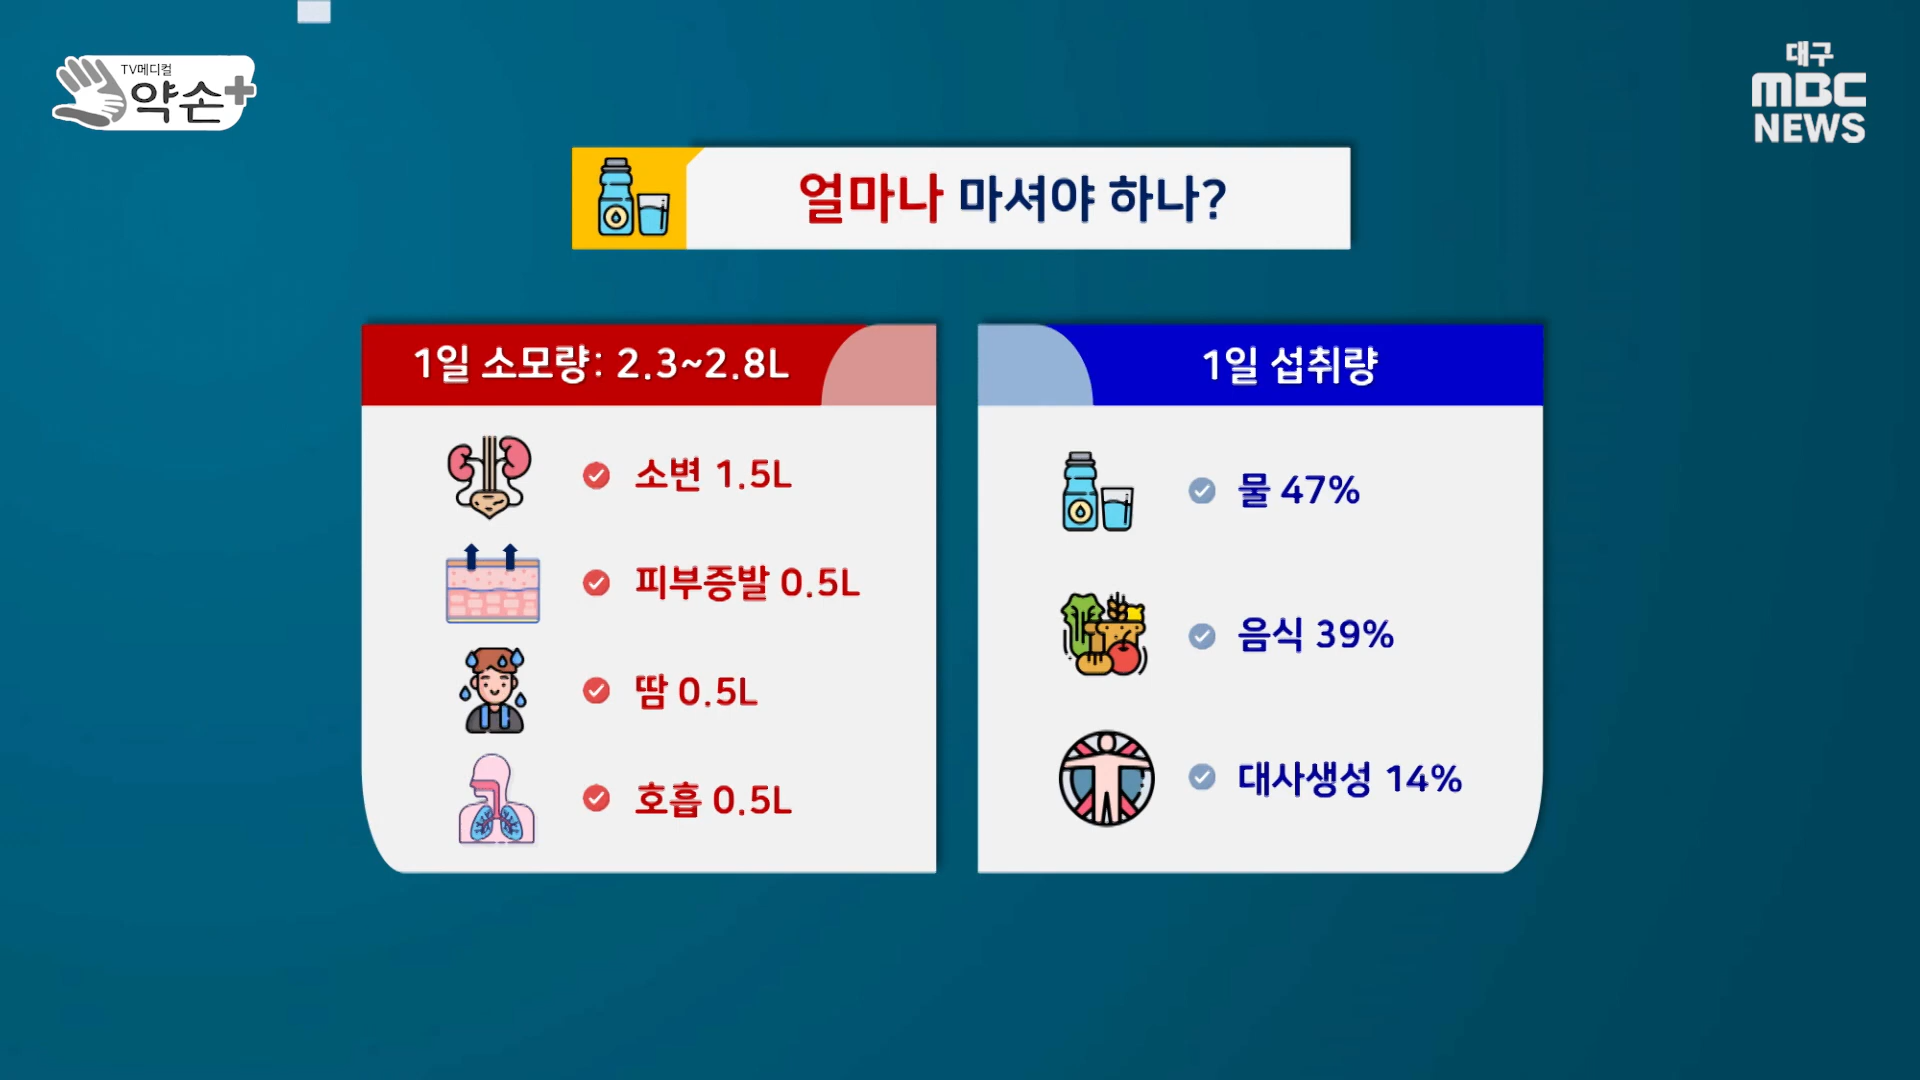 TV메디컬
약손+
대구
MBC
NEWS
얼마나 마셔야 하나?
1일 소모량: 2.3~2.8L
소변 1.5L
피부증발 0.5L
땀 0.5L
호흡 0.5L
1일 섭취량
물 47%
음식 39%
대사생성 14%